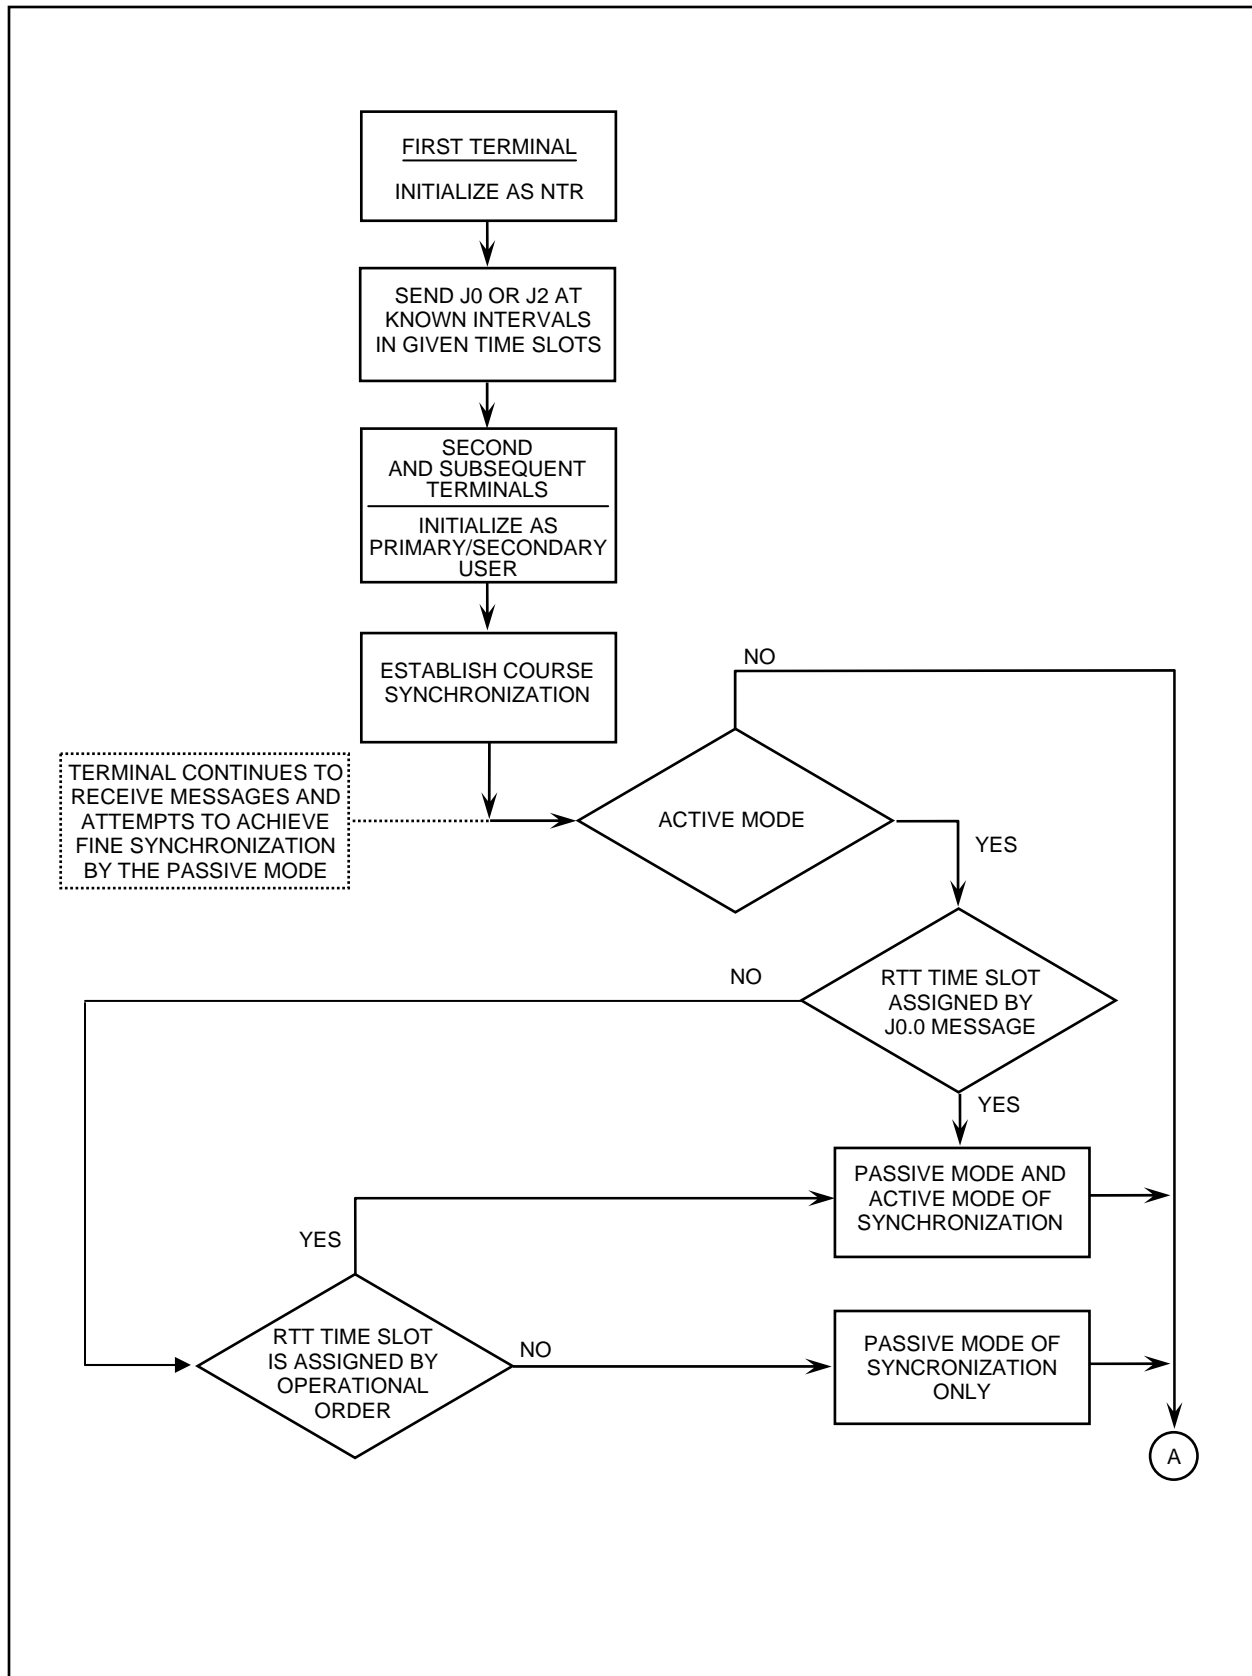 FIRST TERMINAL
INITIALIZE AS NTR
SEND J0 OR J2 AT
KNOWN INTERVALS
IN GIVEN TIME SLOTS
SECOND
AND SUBSEQUENT
TERMINALS
INITIALIZE AS
PRIMARY/SECONDARY
USER
ESTABLISH COURSE
SYNCHRONIZATION
TERMINAL CONTINUES TO
RECEIVE MESSAGES AND
ATTEMPTS TO ACHIEVE
FINE SYNCHRONIZATION
BY THE PASSIVE MODE
ACTIVE MODE
NO
YES
RTT TIME SLOT
ASSIGNED BY
J0.0 MESSAGE
NO
YES
PASSIVE MODE AND
ACTIVE MODE OF
SYNCHRONIZATION
YES
RTT TIME SLOT
IS ASSIGNED BY
OPERATIONAL
ORDER
NO
PASSIVE MODE OF
SYNCRONIZATION
ONLY
A